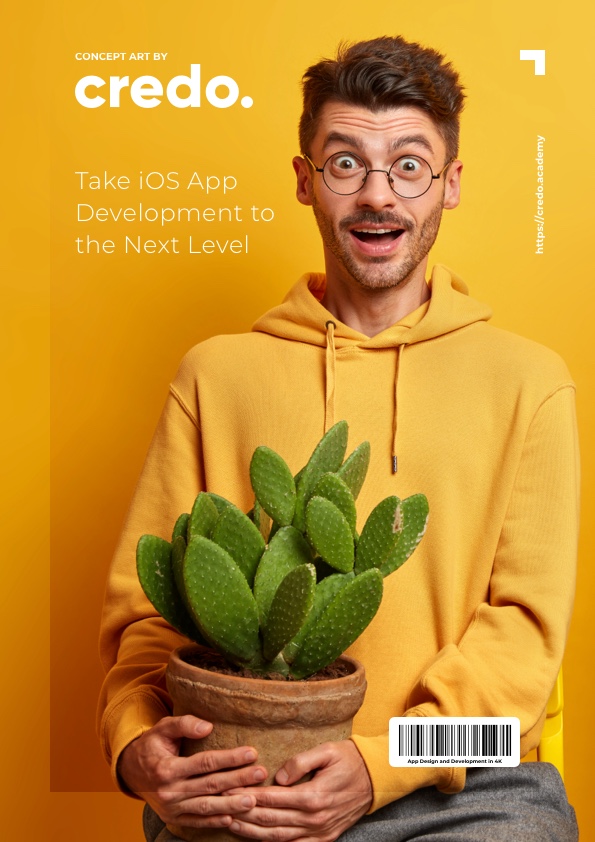 CONCEPT ART BY
credo.
Take iOS App
Development to
the Next Level
https://credo.academy
App Design and Development in 4K